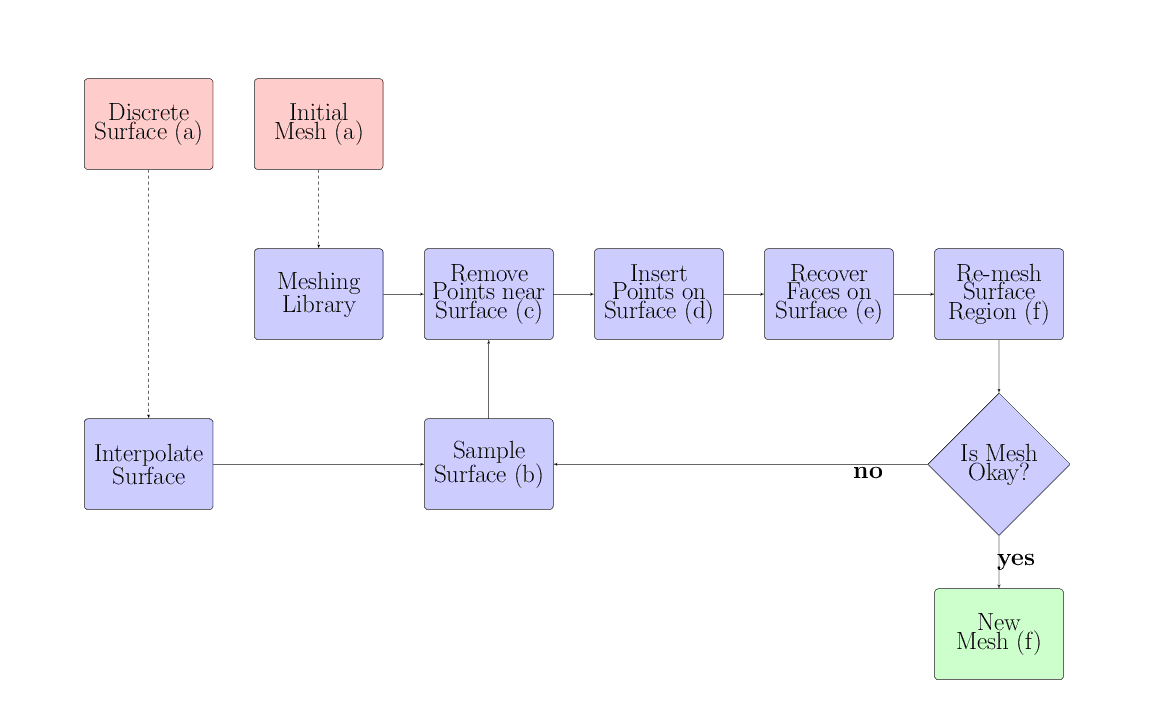 Discrete
Surface (a)
Initial
Mesh (a)
Meshing
Library
Remove
Points near
Surface (c)
Insert
Points on
Surface (d)
Recover
Faces on
Surface (e)
Re-mesh
Surface
Region (f)
Interpolate
Surface
Sample
Surface (b)
no
Is Mesh
Okay?
yes
New
Mesh (f)